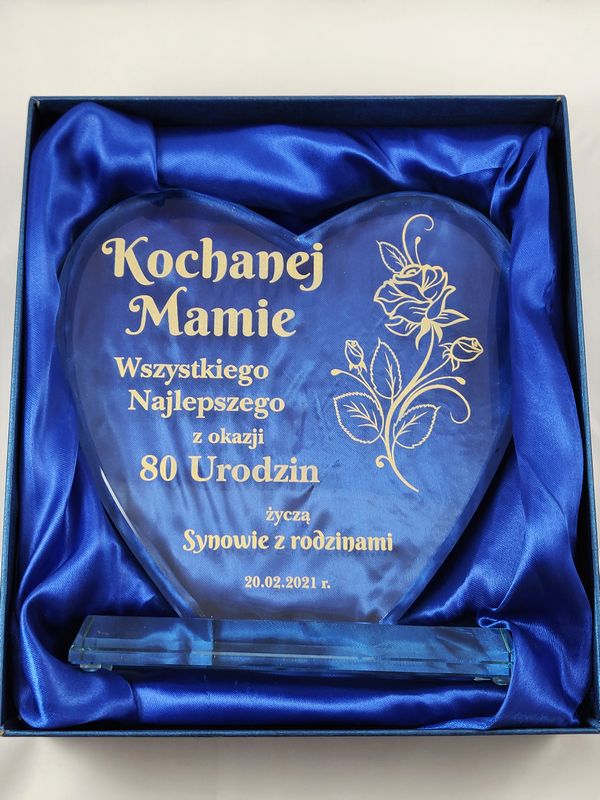 Kochanej
Mamie
Wszystkiego
Najlepszego
z okazji
80 Urodzin
życzą
Synowie z rodzinami
20.02.2021 r.